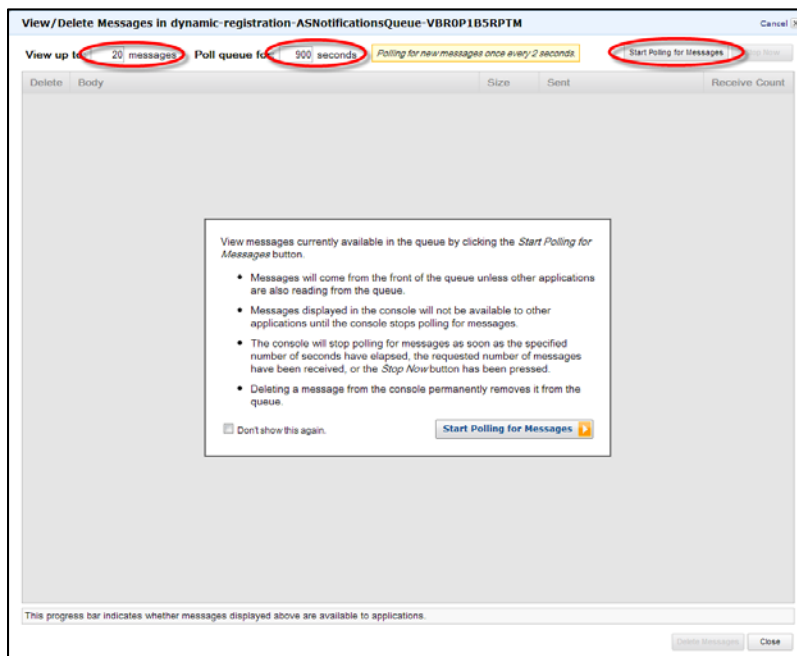 View/Delete Messages in dynamic-registration-ASNotificationsQueue-VBR0P1B5RPTM Cancel
View up to 20 messages Poll queue for 900 seconds Polling for new messages once every 2 seconds. Start Polling for Messages Stop Now
Delete Body Size Sent Receive Count
View messages currently available in the queue by clicking the Start Polling for
Messages button.
• Messages will come from the front of the queue unless other applications
are also reading from the queue.
• Messages displayed in the console will not be available to other
applications until the console stops polling for messages.
• The console will stop polling for messages as soon as the specified
number of seconds have elapsed, the requested number of messages
have been received, or the Stop Now button has been pressed.
• Deleting a message from the console permanently removes it from the
queue.
Don't show this again. Start Polling for Messages
This progress bar indicates whether messages displayed above are available to applications.
Delete Messages Close